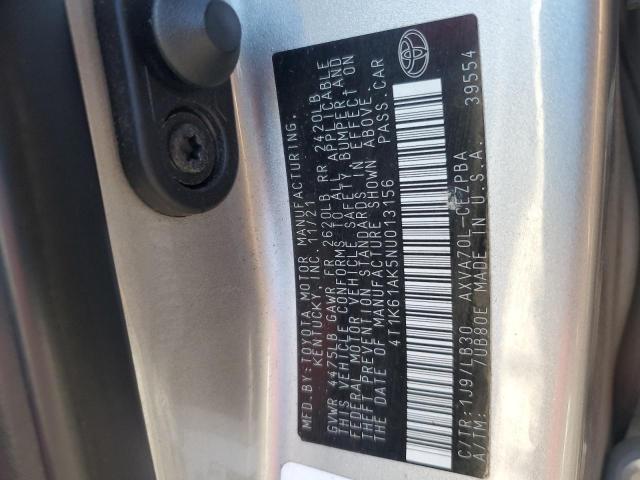 MFD.BY:TOYOTA MOTOR MANUFACTURING,
KENTUCKY, INC. 11/21
GVWR 4475LB GAWR FR 2620LB RR 2420LB
THIS VEHICLE CONFORMS TO ALL APPLICABLE
FEDERAL MOTOR VEHICLE SAFETY, BUMPER, AND
THEFT PREVENTION STANDARDS IN EFFECT ON
THE DATE OF MANUFACTURE SHOWN ABOVE.
4T1K61AK5NU013156 PASS.CAR
C/TR:1J9/LB30 AXVA70L-CEZPBA
A/TM: 7UB80E MADE IN U.S.A. 39554